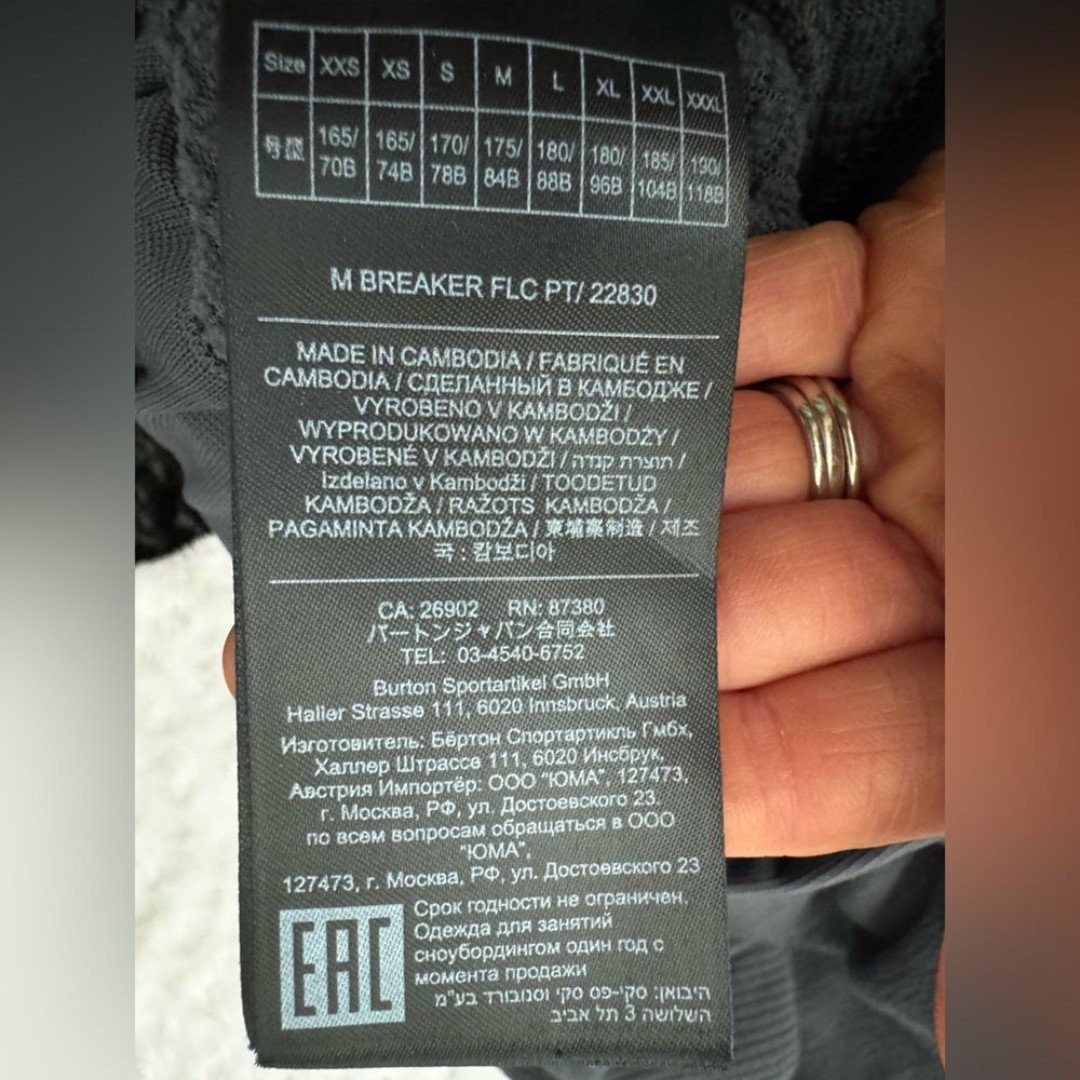 Size XXS XS S M L XL XXL XXXL
号型 165/70B 165/74B 170/78B 175/84B 180/88B 180/96B 185/104B 190/118B
M BREAKER FLC PT/ 22830
MADE IN CAMBODIA / FABRIQUÉ EN
CAMBODIA / СДЕЛАННЫЙ В КАМБОДЖЕ /
VYROBENO V KAMBODŽI /
WYPRODUKOWANO W KAMBODŻY /
VYROBENÉ V KAMBODŽI / תוצרת קנדה /
Izdelano v Kambodži / TOODETUD
KAMBODŽA / RAŽOTS KAMBODŽA /
PAGAMINTA KAMBODŽA / 柬埔寨制造 / 제조
국 : 캄보디아
CA: 26902 RN: 87380
バートンジャパン合同会社
TEL: 03-4540-6752
Burton Sportartikel GmbH
Haller Strasse 111, 6020 Innsbruck, Austria
Изготовитель: Бёртон Спортартикль Гмбх,
Халлер Штрассе 111, 6020 Инсбрук,
Австрия Импортёр: ООО "ЮМА", 127473,
г. Москва, РФ, ул. Достоевского 23,
по всем вопросам обращаться в ООО
"ЮМА",
127473, г. Москва, РФ, ул. Достоевского 23
EAC
Срок годности не ограничен,
Одежда для занятий
сноубордингом один год с
момента продажи
היבואן: סקי-פס סקי וסנובורד בע"מ
השלושה 3 תל אביב